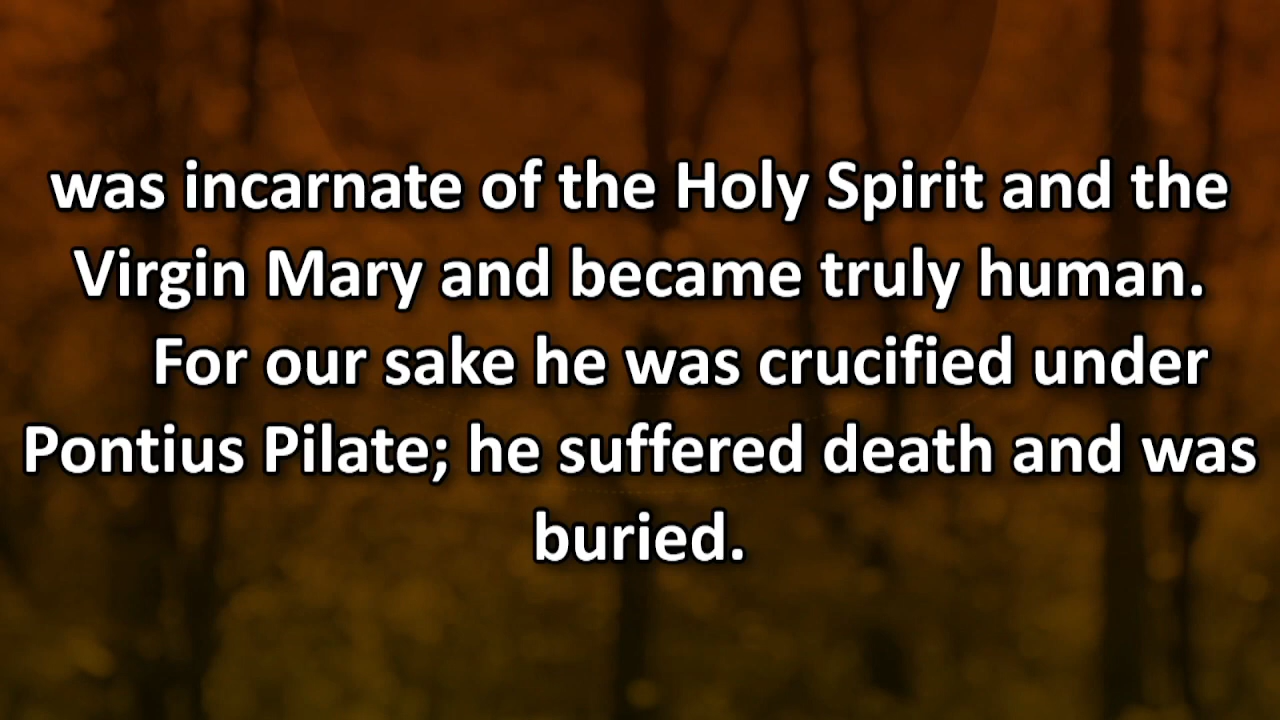 was incarnate of the Holy Spirit and the
Virgin Mary and became truly human.
For our sake he was crucified under
Pontius Pilate; he suffered death and was
buried.